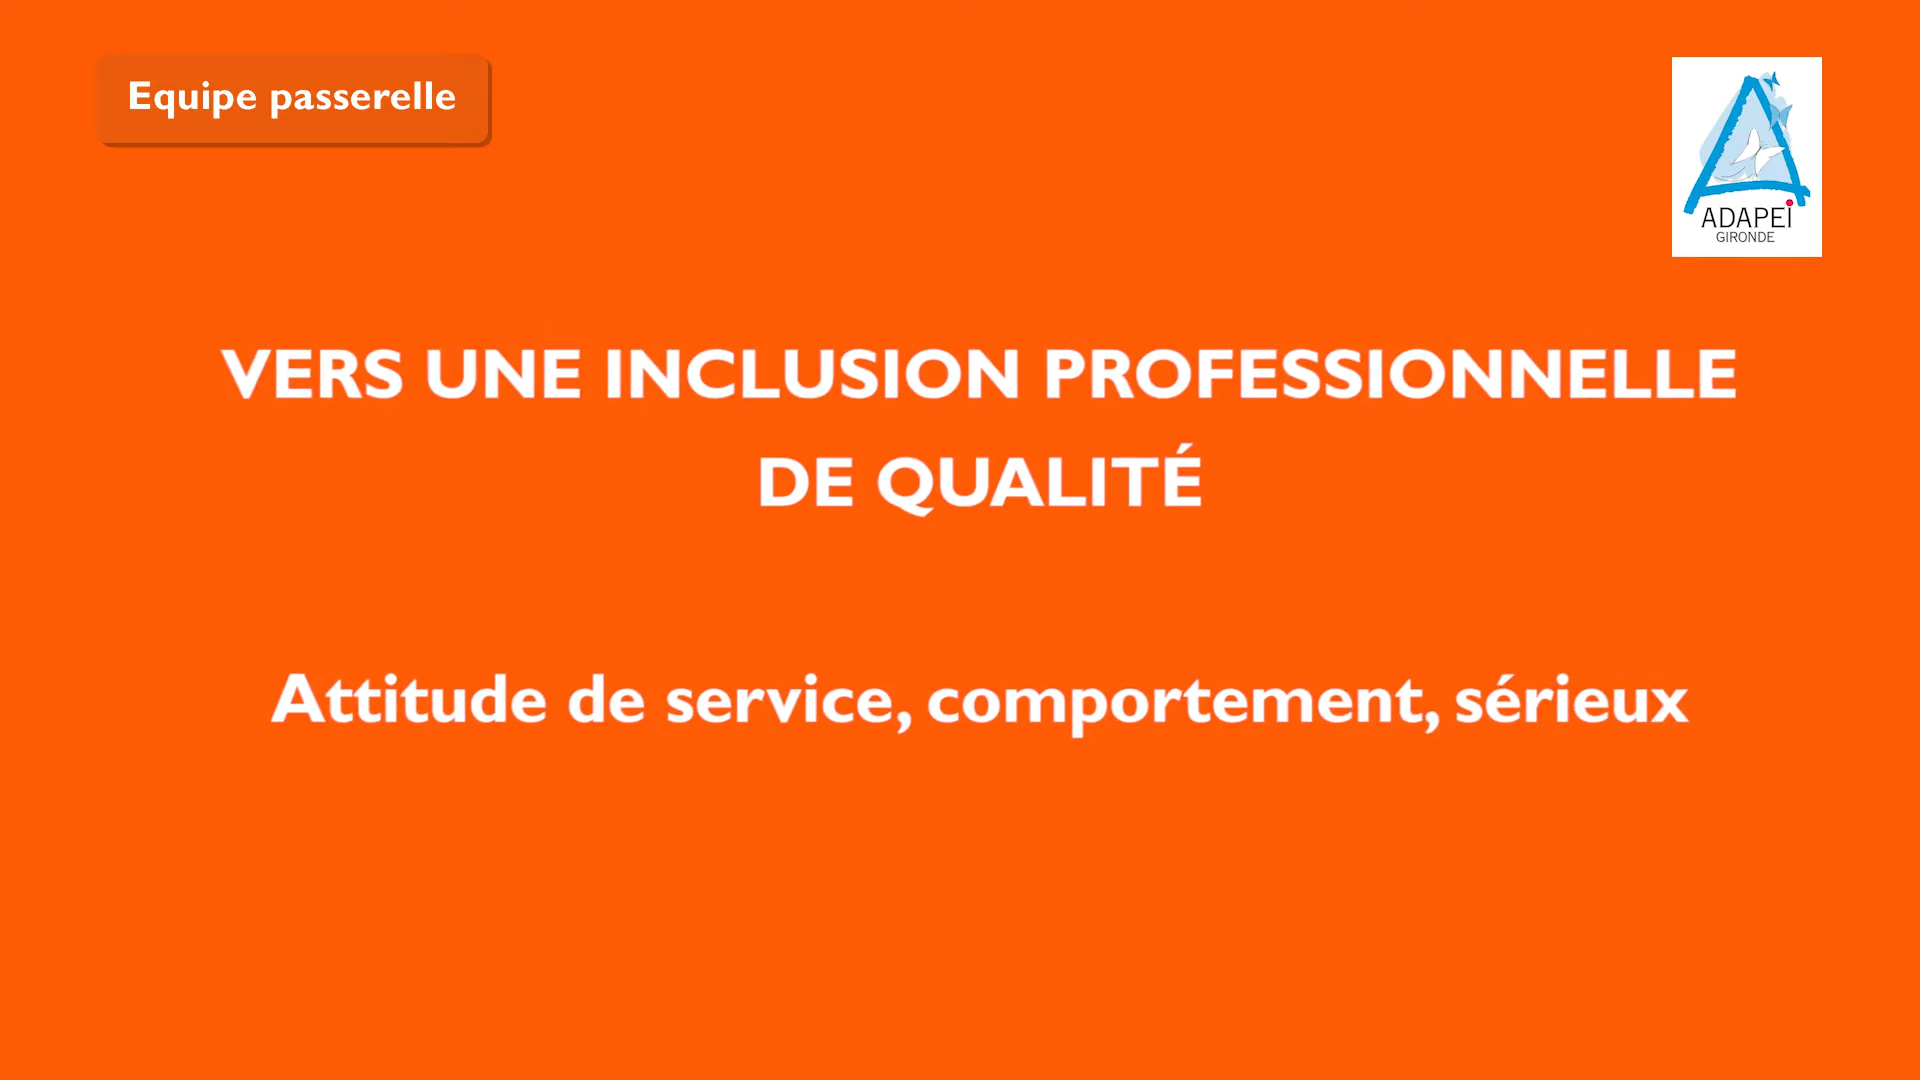 Equipe passerelle
ADAPEI
GIRONDE
VERS UNE INCLUSION PROFESSIONNELLE
DE QUALITÉ
Attitude de service, comportement, sérieux